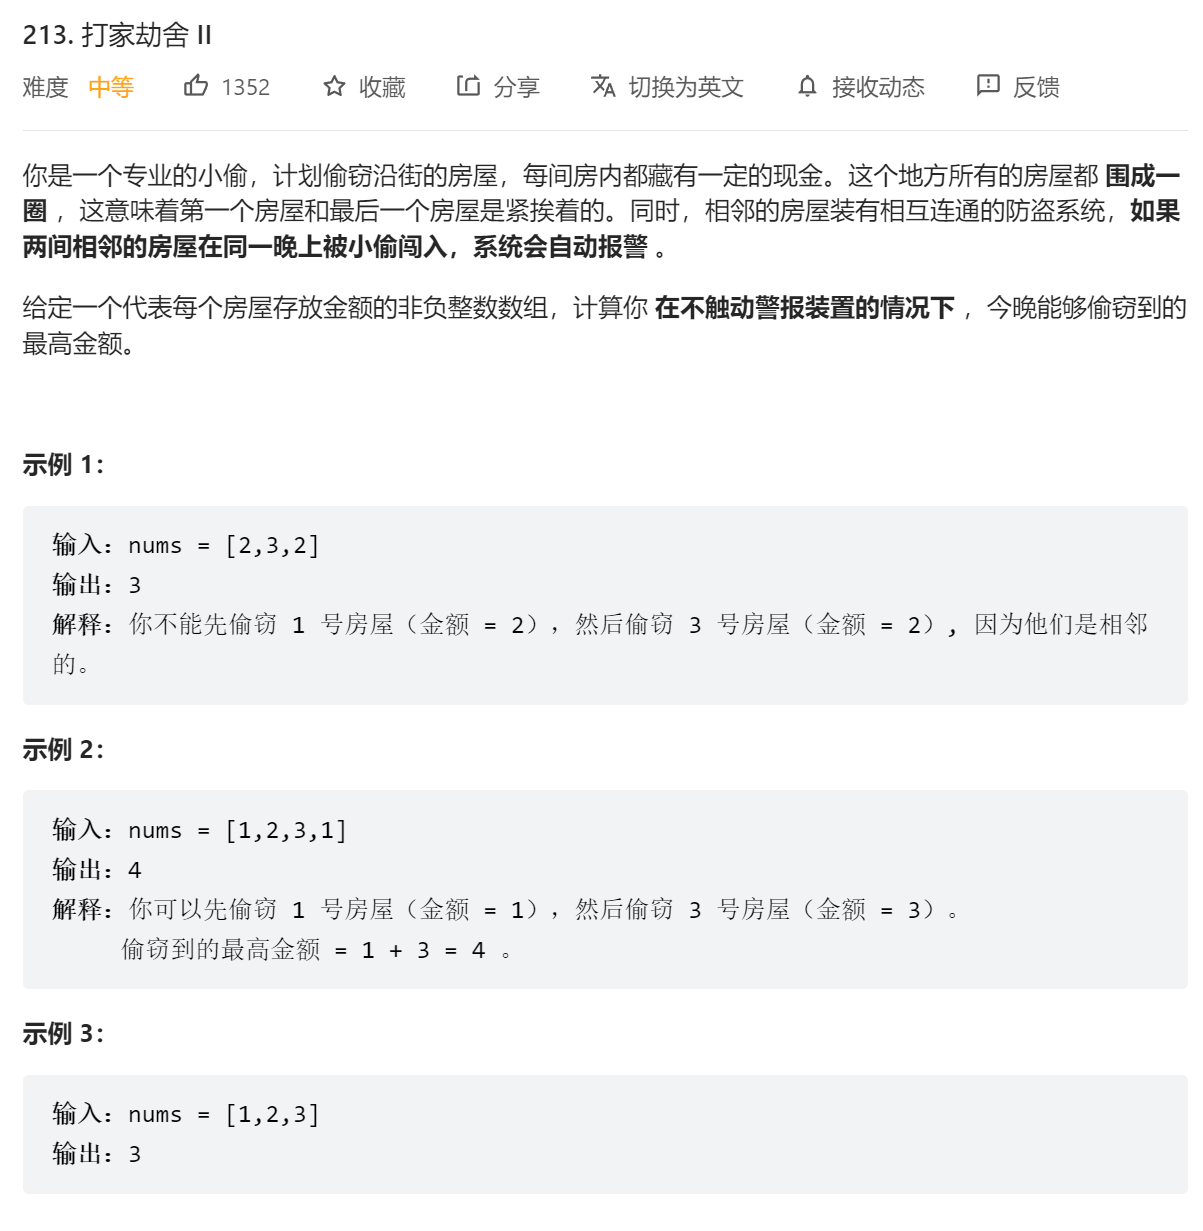 213. 打家劫舍 II
难度 中等 1352 收藏 分享 切换为英文 接收动态 反馈
你是一个专业的小偷，计划偷窃沿街的房屋，每间房内都藏有一定的现金。这个地方所有的房屋都 围成一
圈 ，这意味着第一个房屋和最后一个房屋是紧挨着的。同时，相邻的房屋装有相互连通的防盗系统，如果
两间相邻的房屋在同一晚上被小偷闯入，系统会自动报警 。
给定一个代表每个房屋存放金额的非负整数数组，计算你 在不触动警报装置的情况下 ，今晚能够偷窃到的
最高金额。
示例 1：
输入：nums = [2,3,2]
输出：3
解释：你不能先偷窃 1 号房屋（金额 = 2），然后偷窃 3 号房屋（金额 = 2）, 因为他们是相邻
的。
示例 2：
输入：nums = [1,2,3,1]
输出：4
解释：你可以先偷窃 1 号房屋（金额 = 1），然后偷窃 3 号房屋（金额 = 3）。
偷窃到的最高金额 = 1 + 3 = 4 。
示例 3：
输入：nums = [1,2,3]
输出：3